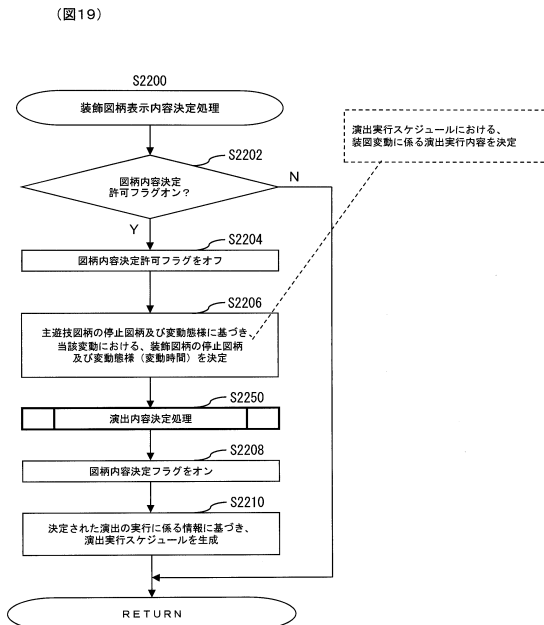 (図19)
S2200
装飾図柄表示内容決定処理
演出実行スケジュールにおける、
装図変動に係る演出実行内容を決定
S2202
図柄内容決定
許可フラグオン?
N
Y
S2204
図柄内容決定許可フラグをオフ
S2206
主遊技図柄の停止図柄及び変動態様に基づき、
当該変動における、装飾図柄の停止図柄
及び変動態様(変動時間)を決定
S2250
演出内容決定処理
S2208
図柄内容決定フラグをオン
S2210
決定された演出の実行に係る情報に基づき、
演出実行スケジュールを生成
RETURN